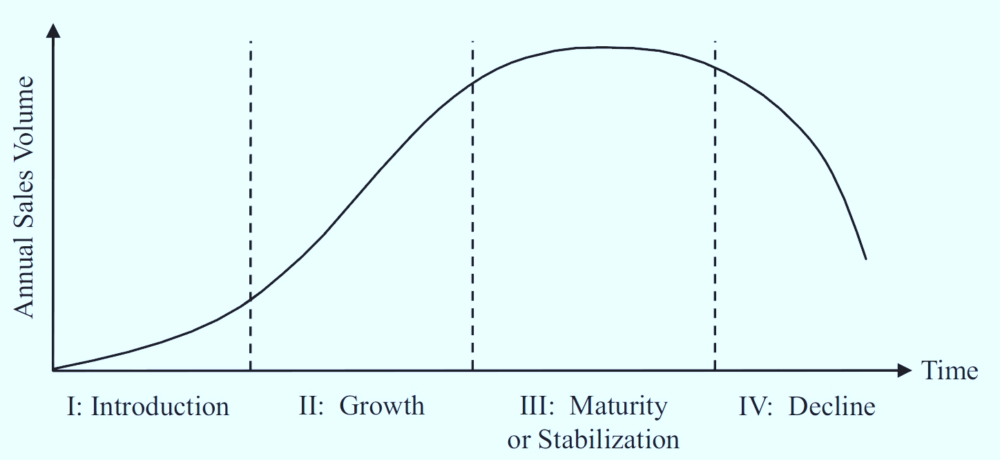 Annual Sales Volume
Time
I: Introduction
II: Growth
III: Maturity
or Stabilization
IV: Decline